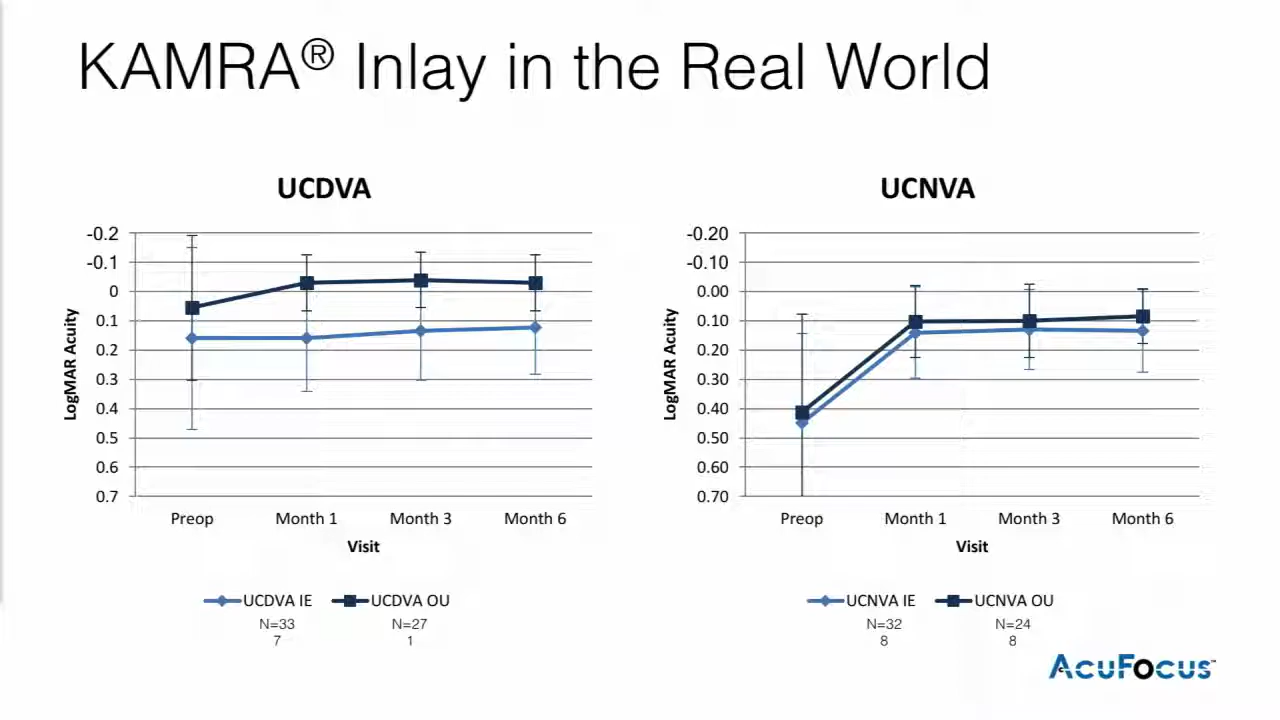 KAMRA® Inlay in the Real World
UCDVA
-0.2
-0.1
0
0.1
0.2
0.3
0.4
0.5
0.6
0.7
LogMAR Acuity
Preop Month 1 Month 3 Month 6
Visit
UCDVA IE UCDVA OU
N=33 N=27
7 1
UCNVA
-0.20
-0.10
0.00
0.10
0.20
0.30
0.40
0.50
0.60
0.70
LogMAR Acuity
Preop Month 1 Month 3 Month 6
Visit
UCNVA IE UCNVA OU
N=32 N=24
8 8
AcuFocus™